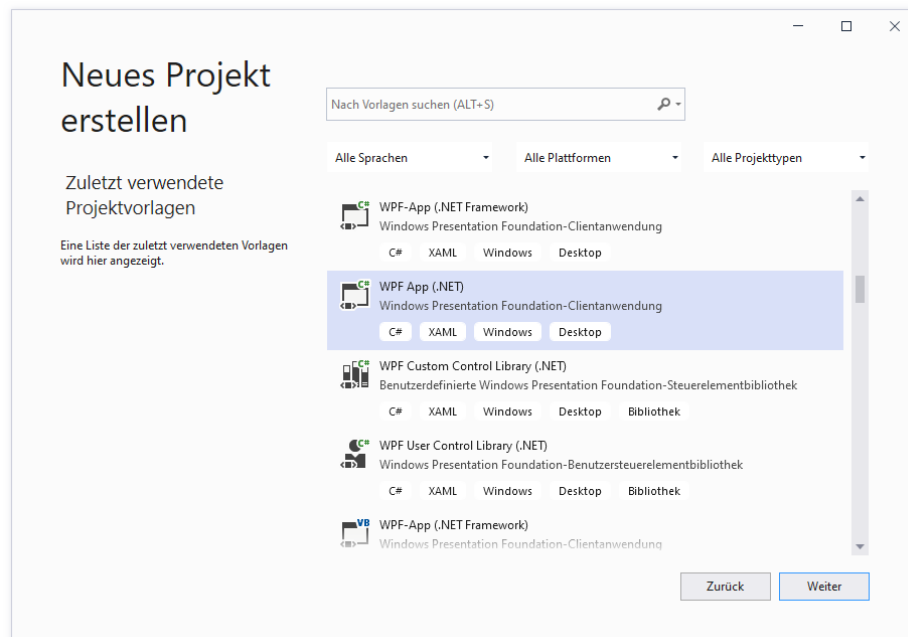 Neues Projekt
erstellen
Zuletzt verwendete
Projektvorlagen
Eine Liste der zuletzt verwendeten Vorlagen
wird hier angezeigt.
Nach Vorlagen suchen (ALT+S)
Alle Sprachen Alle Plattformen Alle Projekttypen
C#
WPF-App (.NET Framework)
Windows Presentation Foundation-Clientanwendung
C# XAML Windows Desktop
C#
WPF App (.NET)
Windows Presentation Foundation-Clientanwendung
C# XAML Windows Desktop
C#
WPF Custom Control Library (.NET)
Benutzerdefinierte Windows Presentation Foundation-Steuerelementbibliothek
C# XAML Windows Desktop Bibliothek
C#
WPF User Control Library (.NET)
Windows Presentation Foundation-Benutzersteuerelementbibliothek
C# XAML Windows Desktop Bibliothek
VB
WPF-App (.NET Framework)
Windows Presentation Foundation-Clientanwendung
Zurück Weiter